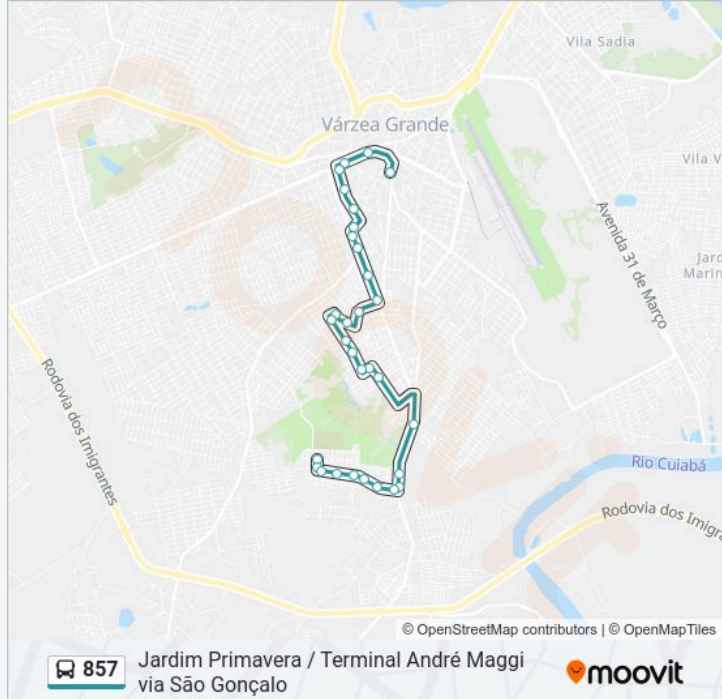 Vila Sadia
Várzea Grande
Vila V
Avenida 31 de Março
Jard
Marin
Rodovia dos Imigrantes
Rio Cuiabá
Rodovia dos Imigra
© OpenStreetMap contributors | © OpenMapTiles
857
Jardim Primavera / Terminal André Maggi
via São Gonçalo
moovit